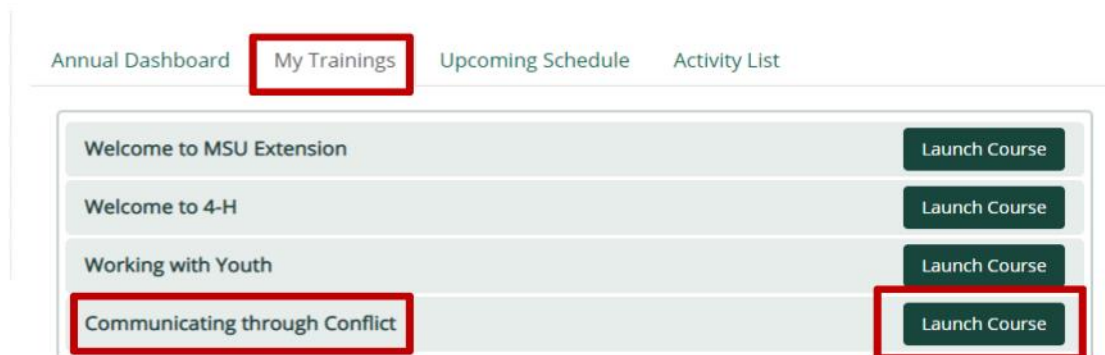 Annual Dashboard My Trainings Upcoming Schedule Activity List
Welcome to MSU Extension Launch Course
Welcome to 4-H Launch Course
Working with Youth Launch Course
Communicating through Conflict Launch Course